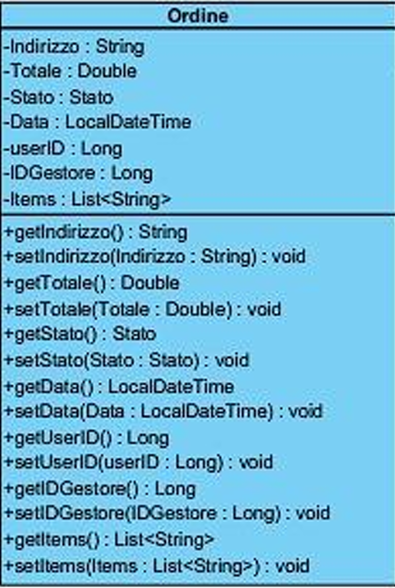 Ordine
-Indirizzo : String
-Totale : Double
-Stato : Stato
-Data : LocalDateTime
-userID : Long
-IDGestore : Long
-Items : List<String>
+getIndirizzo() : String
+setIndirizzo(Indirizzo : String) : void
+getTotale() : Double
+setTotale(Totale : Double) : void
+getStato() : Stato
+setStato(Stato : Stato) : void
+getData() : LocalDateTime
+setData(Data : LocalDateTime) : void
+getUserID() : Long
+setUserID(userID : Long) : void
+getIDGestore() : Long
+setIDGestore(IDGestore : Long) : void
+getItems() : List<String>
+setItems(Items : List<String>) : void